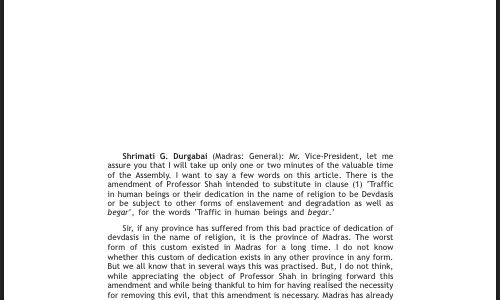 Shrimati G. Durgabai (Madras: General): Mr. Vice-President, let me
assure you that I will take up only one or two minutes of the valuable time
of the Assembly. I want to say a few words on this article. There is the
amendment of Professor Shah intended to substitute in clause (1) 'Traffic
in human beings or their dedication in the name of religion to be Devdasis
or be subject to other forms of enslavement and degradation as well as
begar', for the words 'Traffic in human beings and begar.'
Sir, if any province has suffered from this bad practice of dedication of
devdasis in the name of religion, it is the province of Madras. The worst
form of this custom existed in Madras for a long time. I do not know
whether this custom of dedication exists in any other province in any form.
But we all know that in several ways this was practised. But, I do not think,
while appreciating the object of Professor Shah in bringing forward this
amendment and while being thankful to him for having realised the necessity
for removing this evil, that this amendment is necessary. Madras has already